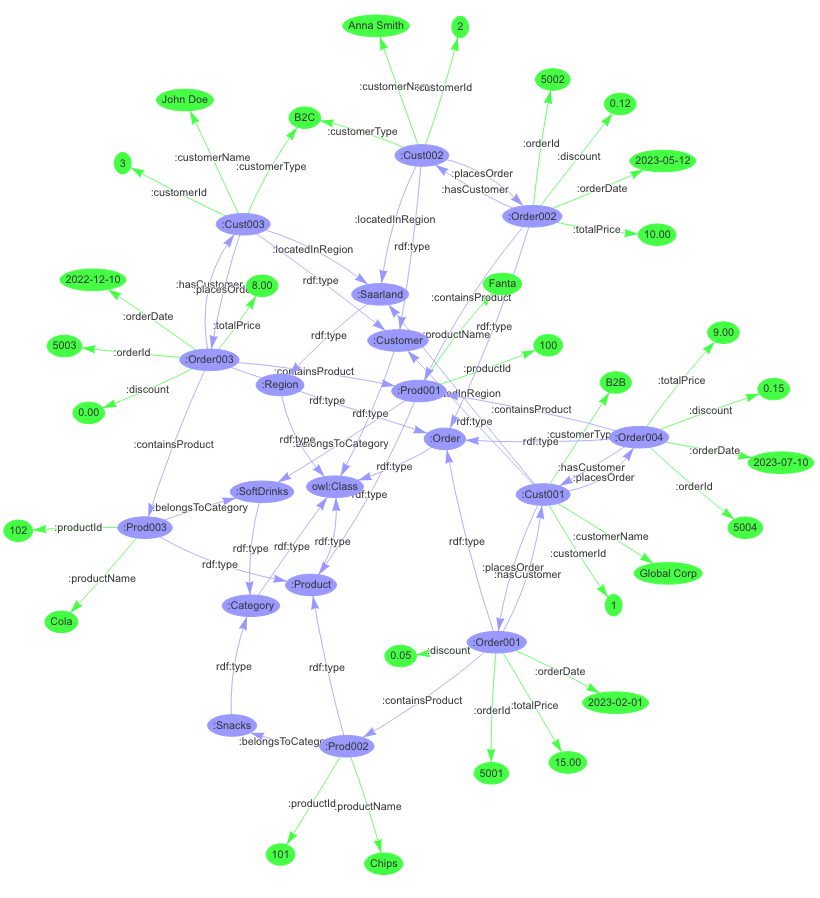 Anna Smith
2
:customerName
:customerId
5002
0.12
John Doe
B2C
:customerType
:orderId
:discount
:customerName
:customerType
:Cust002
:placesOrder
2023-05-12
3
:customerId
:hasCustomer
:orderDate
:Cust003
:locatedInRegion
:Order002
:totalPrice
10.00
:locatedInRegion
rdf:type
2022-12-10
:hasCustomer
:placesOrder
8.00
rdf:type
:Saarland
:containsProduct
Fanta
:orderDate
:totalPrice
rdf:type
:Customer
:productName
rdf:type
9.00
5003
:orderId
:Order003
:containsProduct
:productId
100
:discount
:Region
:Prod001
B2B
:totalPrice
0.15
0.00
rdf:type
rdf:type
rdf:type
:containsProduct
:discount
:containsProduct
rdf:type
:belongsToCategory
:Order
rdf:type
:customerType
:Order004
:orderDate
2023-07-10
rdf:type
:hasCustomer
:placesOrder
:orderId
:SoftDrinks
owl:Class
rdf:type
:Cust001
:belongsToCategory
102
:productId
:Prod003
5004
rdf:type
rdf:type
rdf:type
rdf:type
:customerName
:customerId
rdf:type
:productName
:Product
:placesOrder
:hasCustomer
Global Corp
:Category
1
Cola
:Order001
0.05
:discount
rdf:type
rdf:type
:orderDate
:containsProduct
:orderId
:totalPrice
2023-02-01
:Snacks
:belongsToCategory
:Prod002
5001
15.00
:productId
:productName
101
Chips